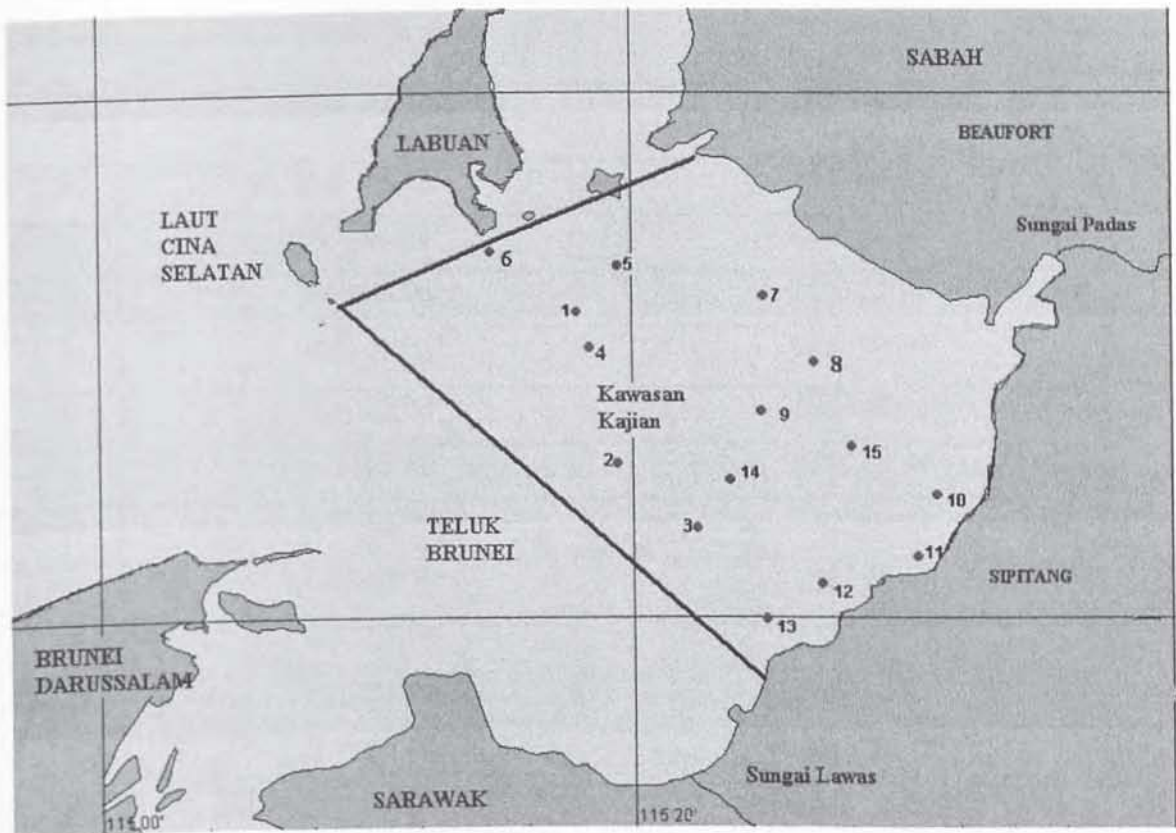 SABAH
BEAUFORT
LABUAN
LAUT
CINA
SELATAN
Sungai Padas
6
5
7
1
4
8
Kawasan
Kajian
9
15
2
14
10
TELUK
BRUNEI
3
11
SIPITANG
12
13
BRUNEI
DARUSSALAM
Sungai Lawas
SARAWAK
115 00'
115 20'